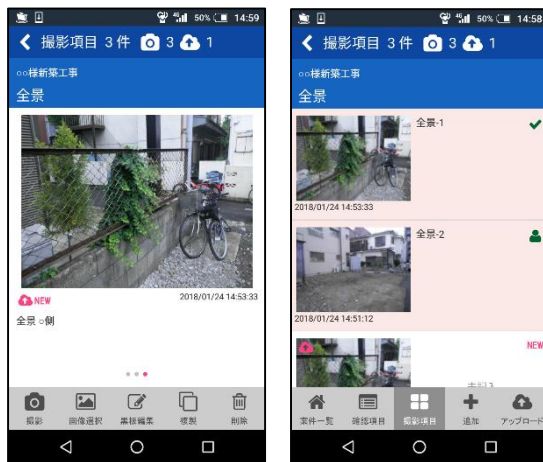 50% 14:59
撮影項目 3件 3 1
○○様新築工事
全景
NEW 2018/01/24 14:53:33
全景 ○側
撮影 画像選択 黒板編集 複製 削除
50% 14:58
撮影項目 3件 3 1
○○様新築工事
全景
全景-1
2018/01/24 14:53:33
全景-2
2018/01/24 14:51:12
NEW
案件一覧 確認項目 撮影項目 追加 アップロード